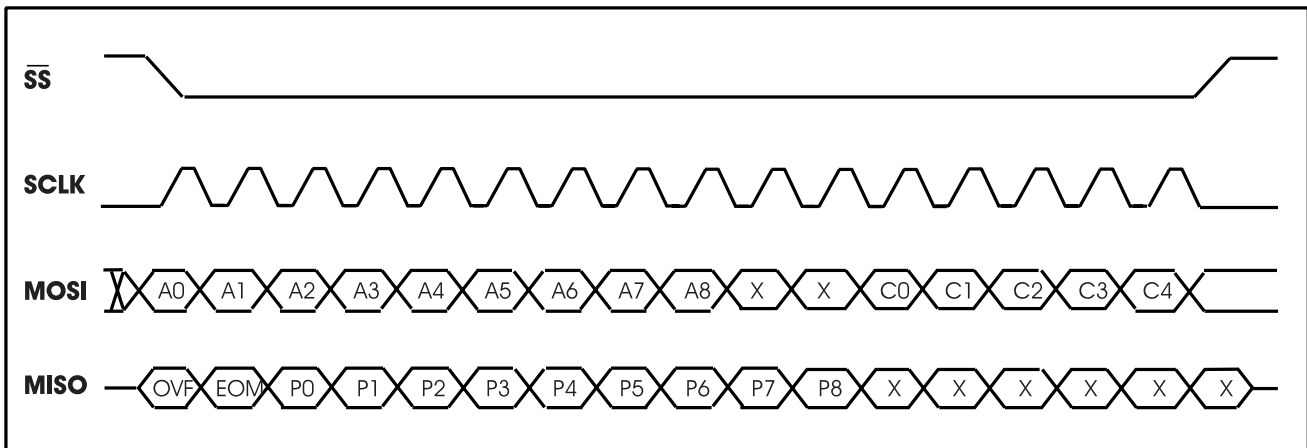 SS
SCLK
MOSI A0 A1 A2 A3 A4 A5 A6 A7 A8 X X C0 C1 C2 C3 C4
MISO OVF EOM P0 P1 P2 P3 P4 P5 P6 P7 P8 X X X X X X